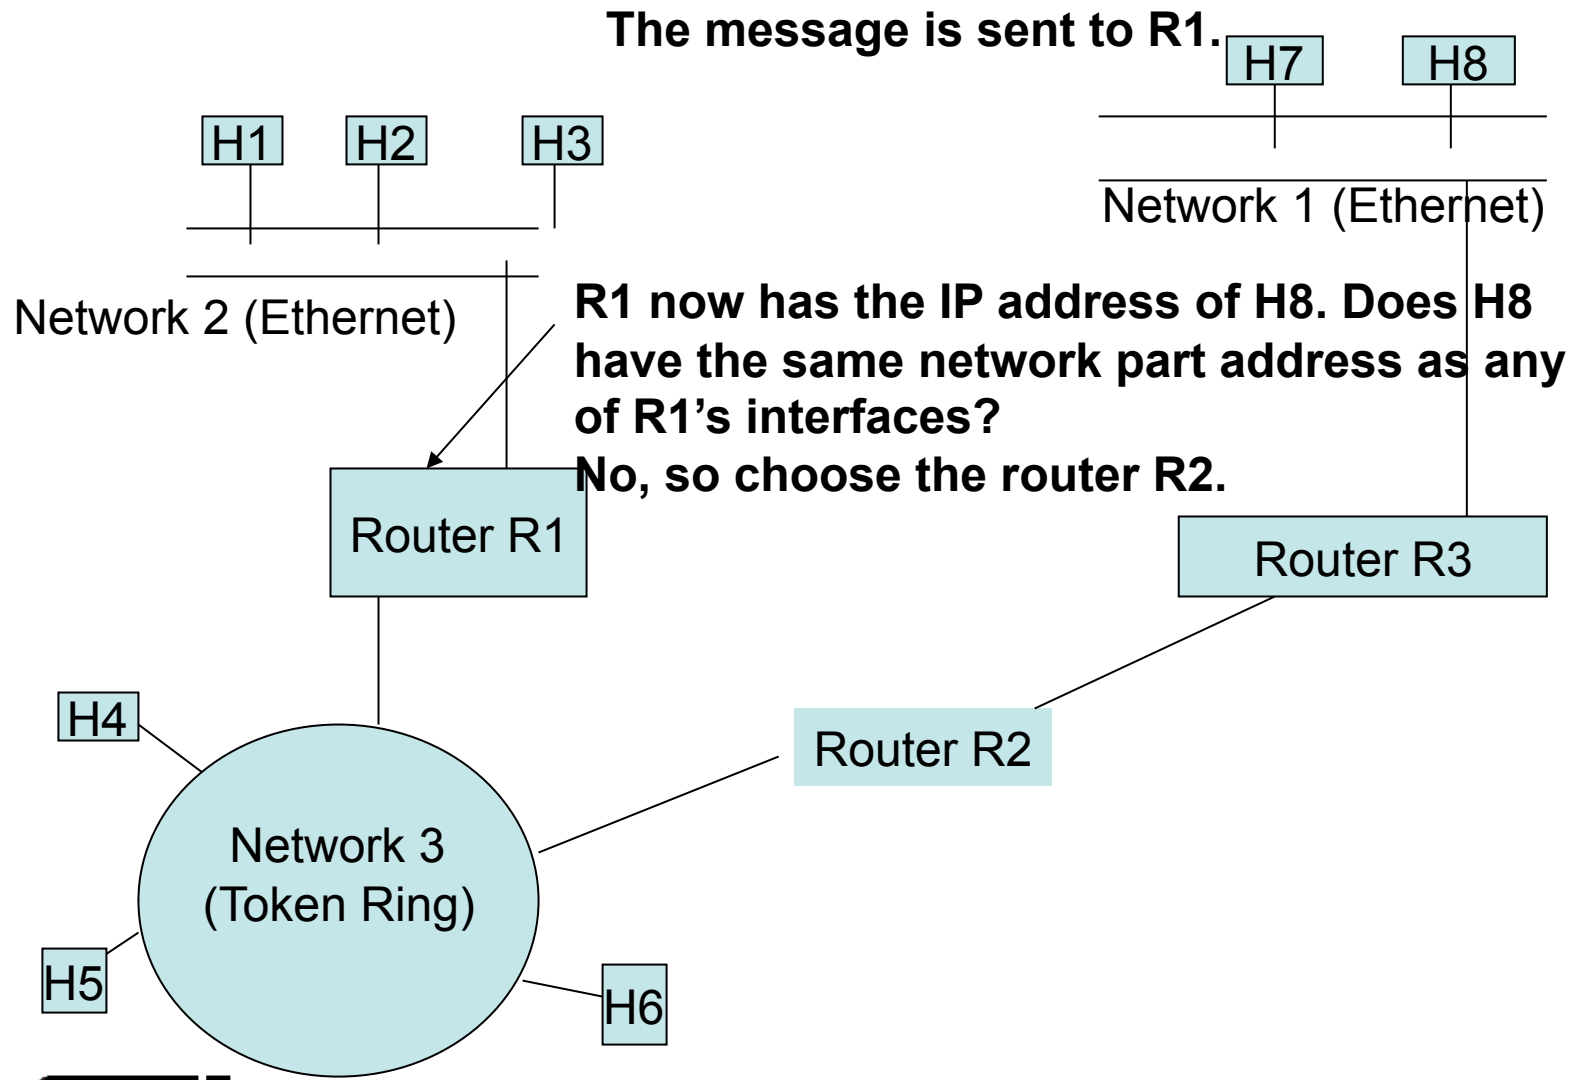 The message is sent to R1.
H7
H8
H1
H2
H3
Network 1 (Ethernet)
Network 2 (Ethernet)
R1 now has the IP address of H8. Does H8
have the same network part address as any
of R1’s interfaces?
No, so choose the router R2.
Router R1
Router R3
H4
Router R2
Network 3
(Token Ring)
H5
H6